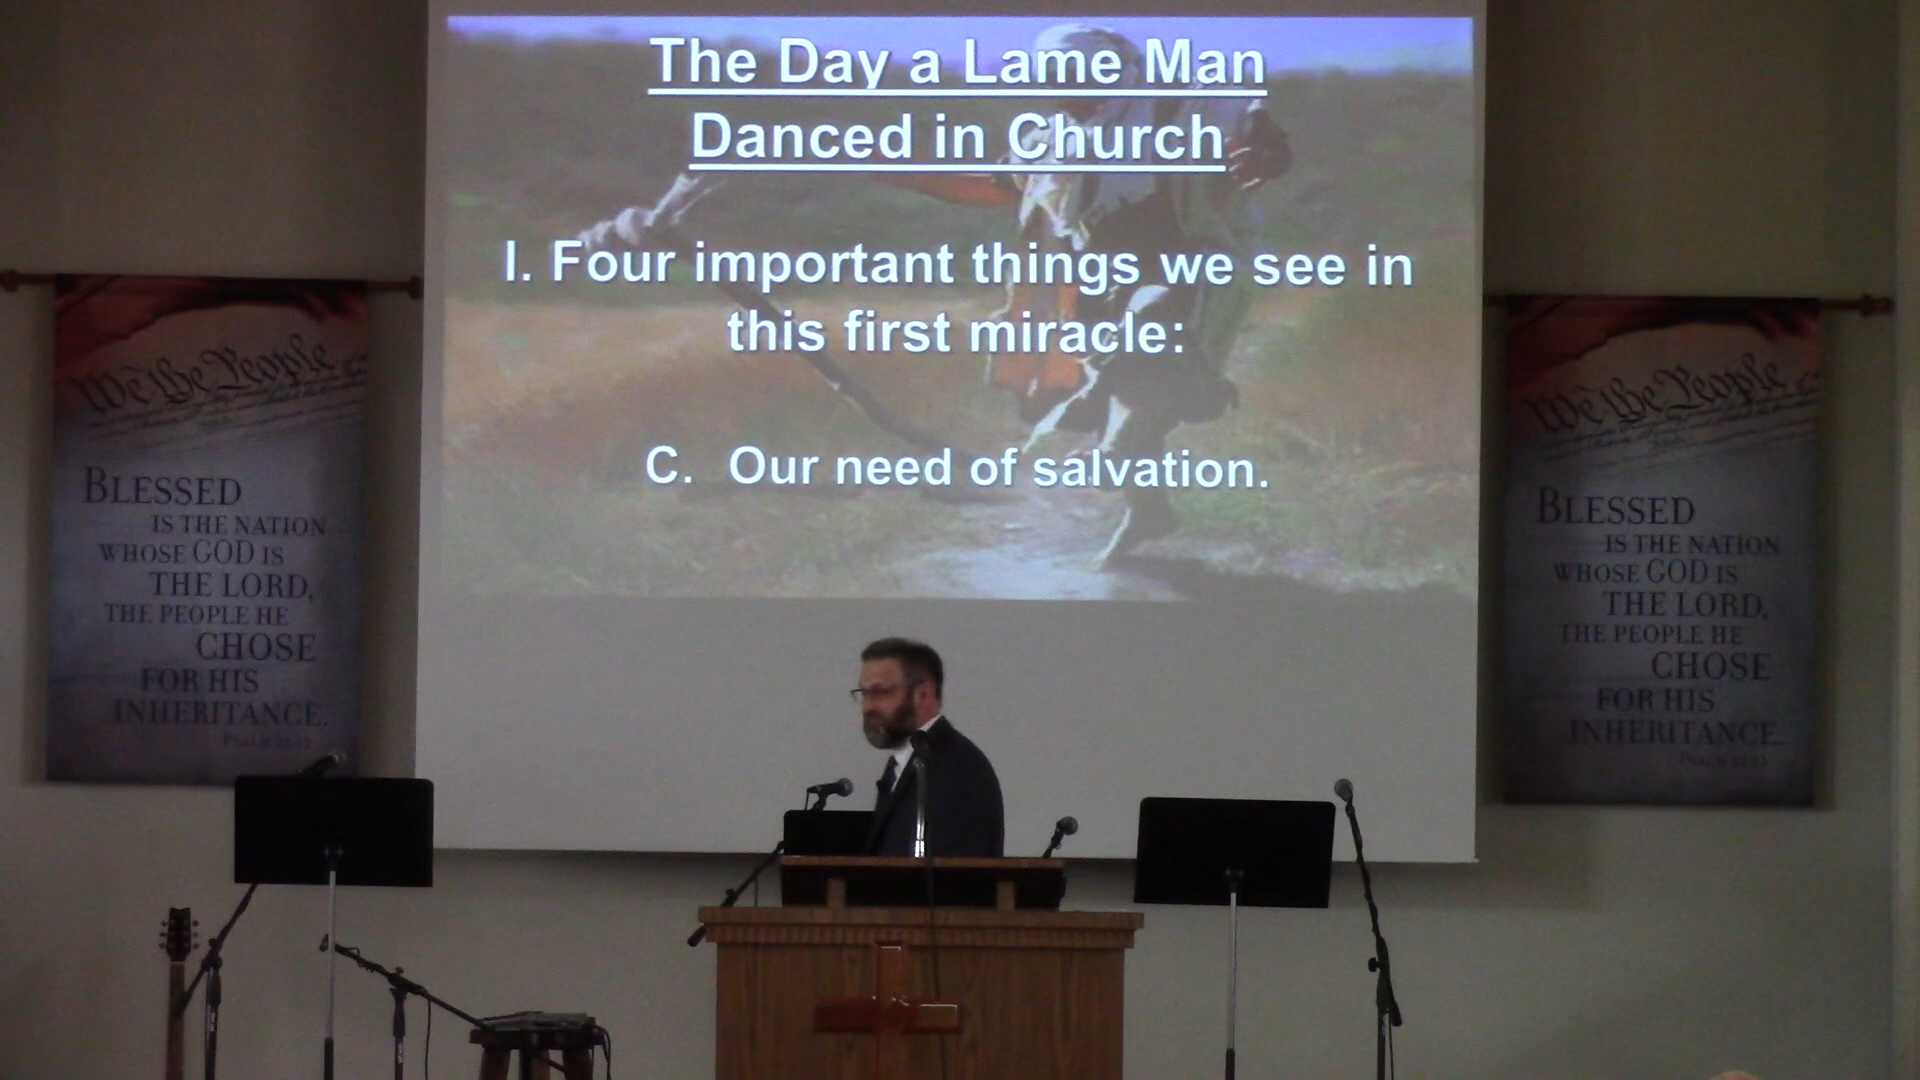 The Day a Lame Man
Danced in Church
I. Four important things we see in
this first miracle:
C. Our need of salvation.
We the People
BLESSED
IS THE NATION
WHOSE GOD IS
THE LORD,
THE PEOPLE HE
CHOSE
FOR HIS
INHERITANCE.
PSALM
We the People
BLESSED
IS THE NATION
WHOSE GOD IS
THE LORD,
THE PEOPLE HE
CHOSE
FOR HIS
INHERITANCE.
PSALM